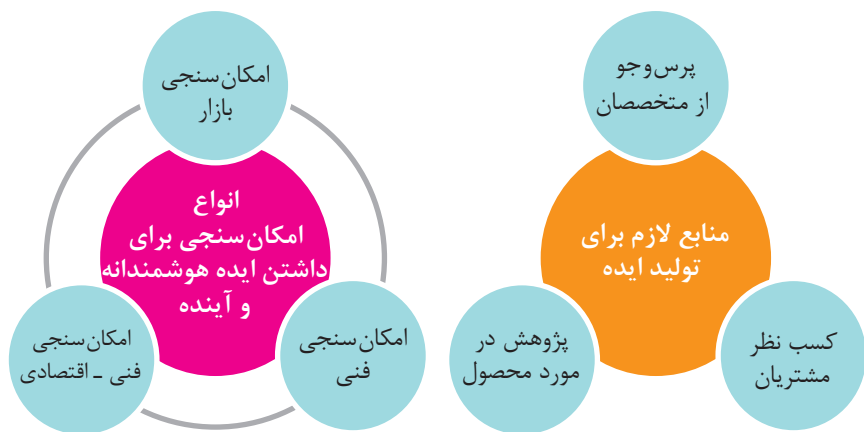 پرس‌وجو
از متخصصان
منابع لازم برای
تولید ایده
کسب نظر
مشتریان
پژوهش در
مورد محصول
امکان‌سنجی
بازار
انواع
امکان‌سنجی برای
داشتن ایده هوشمندانه
و آینده
امکان‌سنجی
فنی
امکان‌سنجی
فنی ـ اقتصادی